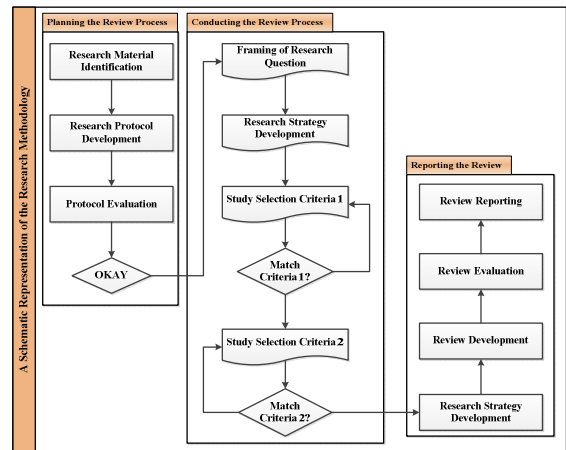 A Schematic Representation of the Research Methodology
Planning the Review Process
Research Material
Identification
Research Protocol
Development
Protocol Evaluation
OKAY
Conducting the Review Process
Framing of Research
Question
Research Strategy
Development
Study Selection Criteria 1
Match
Criteria 1?
Study Selection Criteria 2
Match
Criteria 2?
Reporting the Review
Review Reporting
Review Evaluation
Review Development
Research Strategy
Development